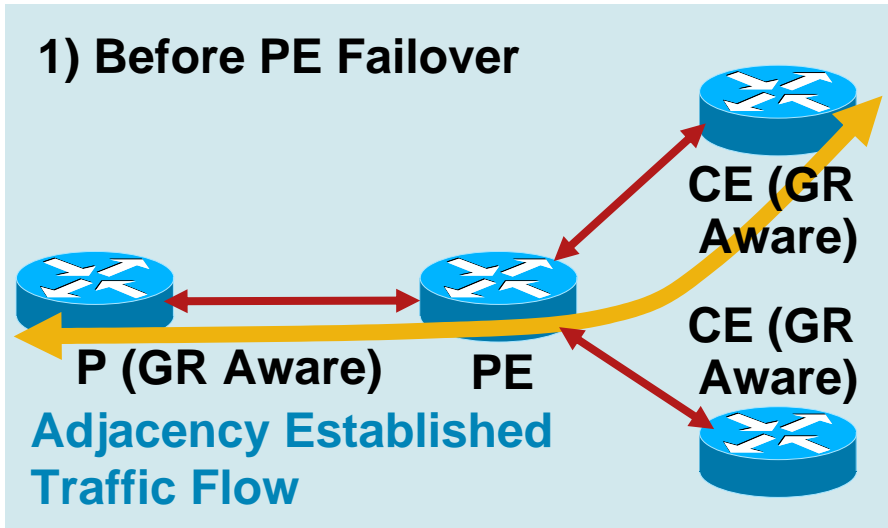 1) Before PE Failover
CE (GR
Aware)
CE (GR
Aware)
P (GR Aware)
PE
Adjacency Established
Traffic Flow